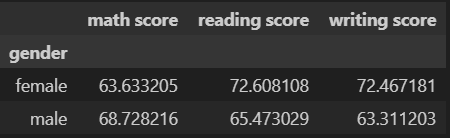 math score reading score writing score
gender
female 63.633205 72.608108 72.467181
male 68.728216 65.473029 63.311203